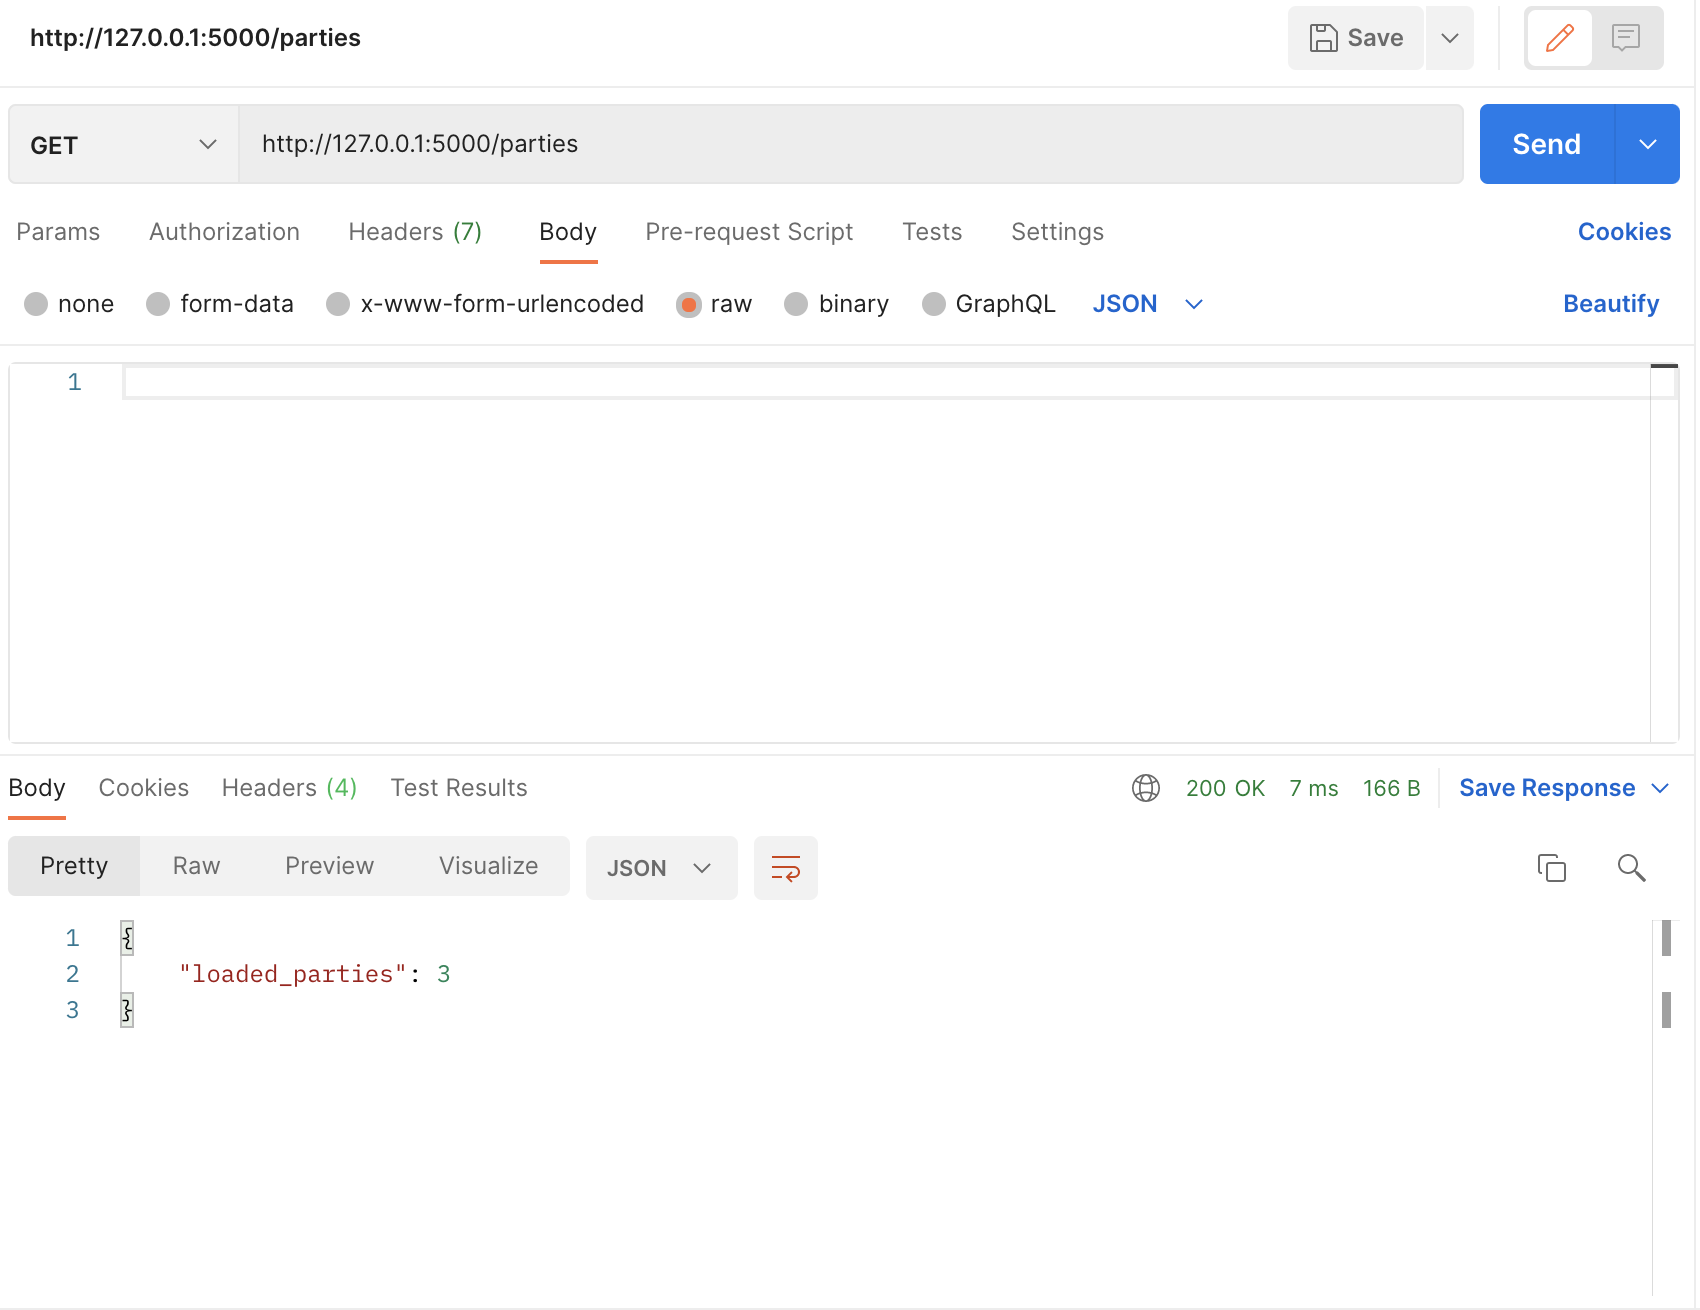 http://127.0.0.1:5000/parties Save
GET http://127.0.0.1:5000/parties Send
Params Authorization Headers (7) Body Pre-request Script Tests Settings Cookies
none form-data x-www-form-urlencoded raw binary GraphQL JSON Beautify
1
Body Cookies Headers (4) Test Results 200 OK 7 ms 166 B Save Response
Pretty Raw Preview Visualize JSON
1 {
2 "loaded_parties": 3
3 }